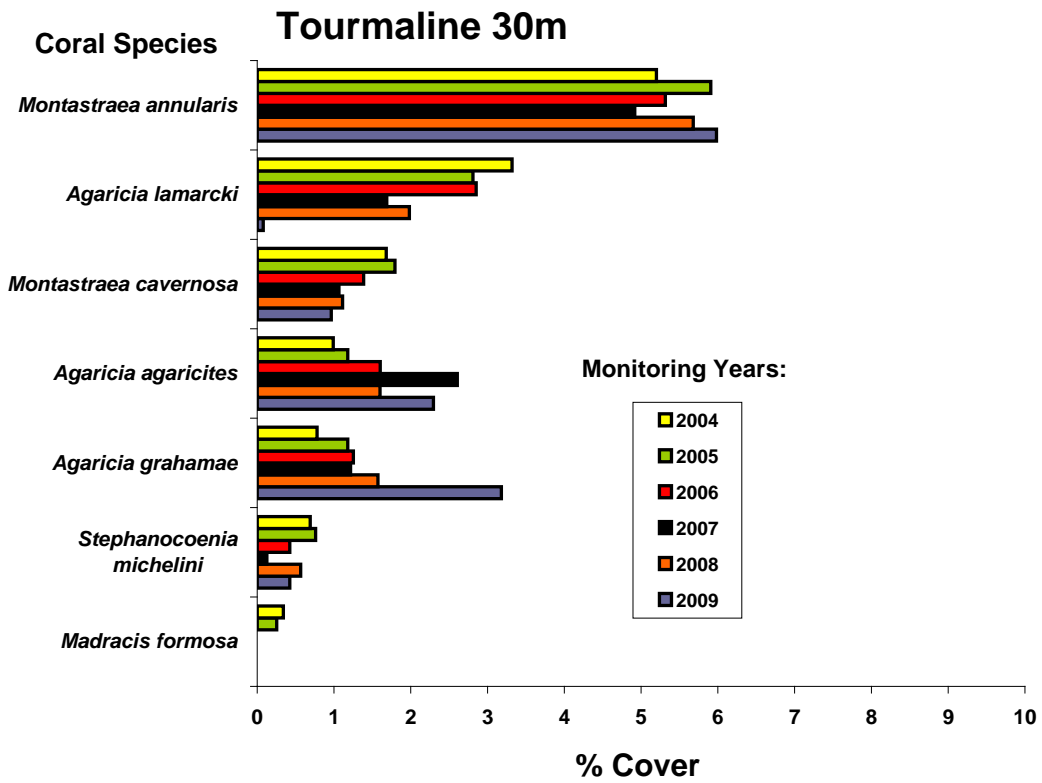 Tourmaline 30m
Coral Species
Montastraea annularis
Agaricia lamarcki
Montastraea cavernosa
Agaricia agaricites
Agaricia grahamae
Stephanocoenia
michelini
Madracis formosa
Monitoring Years:
2004
2005
2006
2007
2008
2009
0 1 2 3 4 5 6 7 8 9 10
% Cover